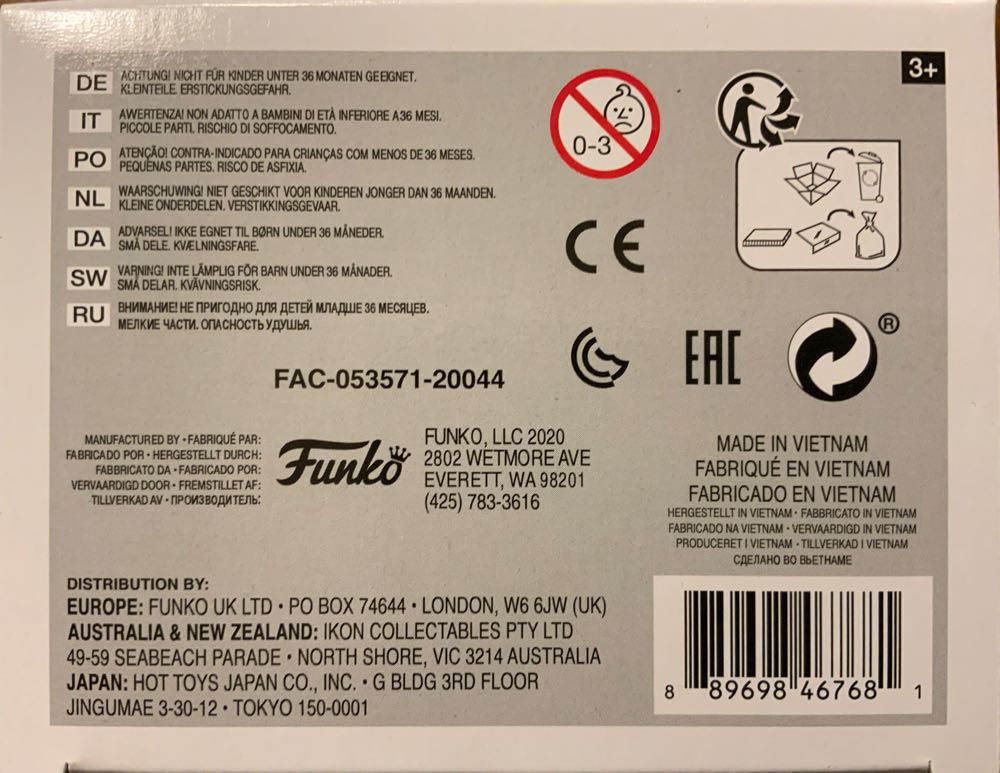 3+
DE ACHTUNG! NICHT FÜR KINDER UNTER 36 MONATEN GEEIGNET.
KLEINTEILE. ERSTICKUNGSGEFAHR.
IT AVVERTENZA! NON ADATTO A BAMBINI DI ETÀ INFERIORE A36 MESI.
PICCOLE PARTI. RISCHIO DI SOFFOCAMENTO.
PO ATENÇÃO! CONTRA-INDICADO PARA CRIANÇAS COM MENOS DE 36 MESES.
PEQUENAS PARTES. RISCO DE ASFIXIA.
NL WAARSCHUWING! NIET GESCHIKT VOOR KINDEREN JONGER DAN 36 MAANDEN.
KLEINE ONDERDELEN. VERSTIKKINGSGEVAAR.
DA ADVARSEL! IKKE EGNET TIL BØRN UNDER 36 MÅNEDER.
SMÅ DELE. KVÆLNINGSFARE.
SW VARNING! INTE LÄMPLIG FÖR BARN UNDER 36 MÅNADER.
SMÅ DELAR. KVÄVNINGSRISK.
RU ВНИМАНИЕ! НЕ ПРИГОДНО ДЛЯ ДЕТЕЙ МЛАДШЕ 36 МЕСЯЦЕВ.
МЕЛКИЕ ЧАСТИ. ОПАСНОСТЬ УДУШЬЯ.
0-3
CE
EAC
®
FAC-053571-20044
MANUFACTURED BY • FABRIQUÉ PAR:
FABRICADO POR • HERGESTELLT DURCH:
FABBRICATO DA • FABRICADO POR:
VERVAARDIGD DOOR • FREMSTILLET AF:
TILLVERKAD AV • ПРОИЗВОДИТЕЛЬ:
Funko
FUNKO, LLC 2020
2802 WETMORE AVE
EVERETT, WA 98201
(425) 783-3616
MADE IN VIETNAM
FABRIQUÉ EN VIETNAM
FABRICADO EN VIETNAM
HERGESTELLT IN VIETNAM • FABBRICATO IN VIETNAM
FABRICADO NA VIETNAM • VERVAARDIGD IN VIETNAM
PRODUCERET I VIETNAM • TILLVERKAD I VIETNAM
СДЕЛАНО ВО ВЬЕТНАМЕ
DISTRIBUTION BY:
EUROPE: FUNKO UK LTD • PO BOX 74644 • LONDON, W6 6JW (UK)
AUSTRALIA & NEW ZEALAND: IKON COLLECTABLES PTY LTD
49-59 SEABEACH PARADE • NORTH SHORE, VIC 3214 AUSTRALIA
JAPAN: HOT TOYS JAPAN CO., INC. • G BLDG 3RD FLOOR
JINGUMAE 3-30-12 • TOKYO 150-0001
8 89698 46768 1